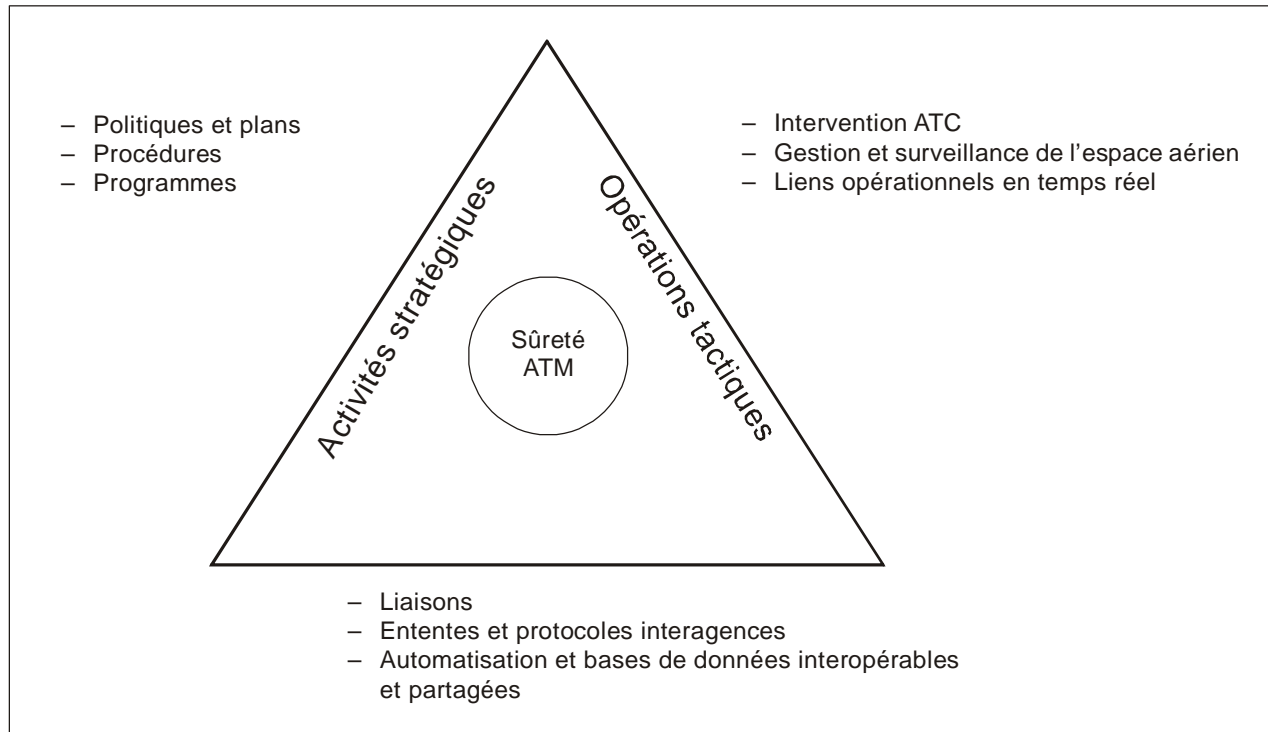 – Politiques et plans
– Procédures
– Programmes
– Intervention ATC
– Gestion et surveillance de l’espace aérien
– Liens opérationnels en temps réel
Activités stratégiques
Opérations tactiques
Sûreté
ATM
– Liaisons
– Ententes et protocoles interagences
– Automatisation et bases de données interopérables
et partagées